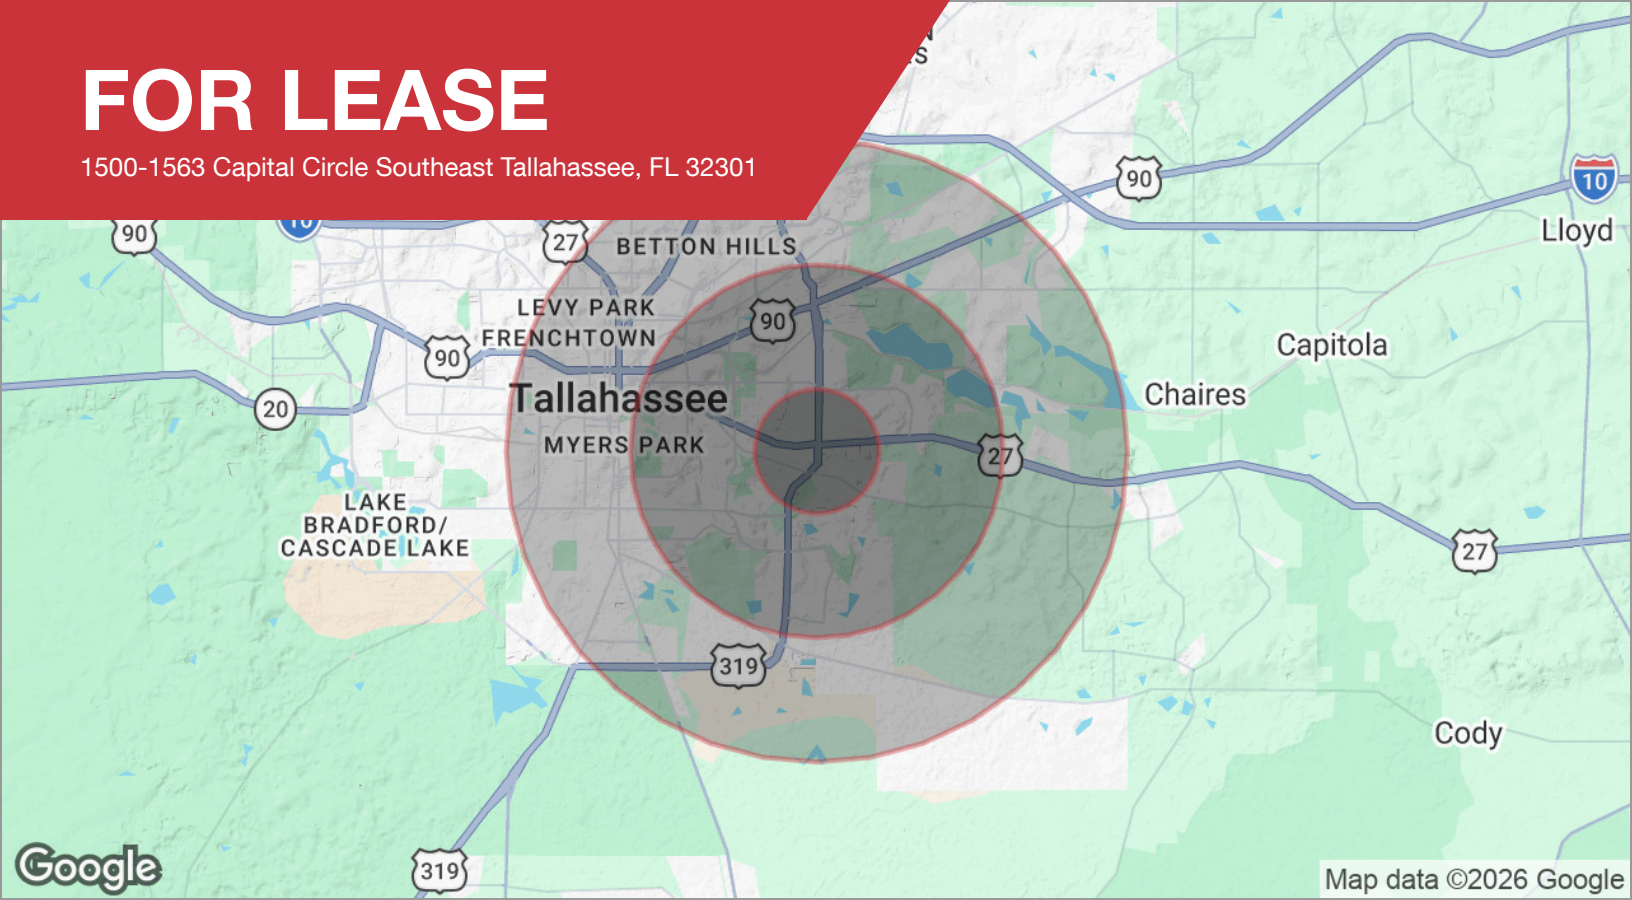 FOR LEASE
1500-1563 Capital Circle Southeast Tallahassee, FL 32301
90
10
Lloyd
90
10
27
BETTON HILLS
LEVY PARK
FRENCHTOWN
90
90
Capitola
Tallahassee
Chaires
20
MYERS PARK
27
LAKE
BRADFORD/
CASCADE LAKE
27
319
Cody
319
Google
Map data ©2026 Google